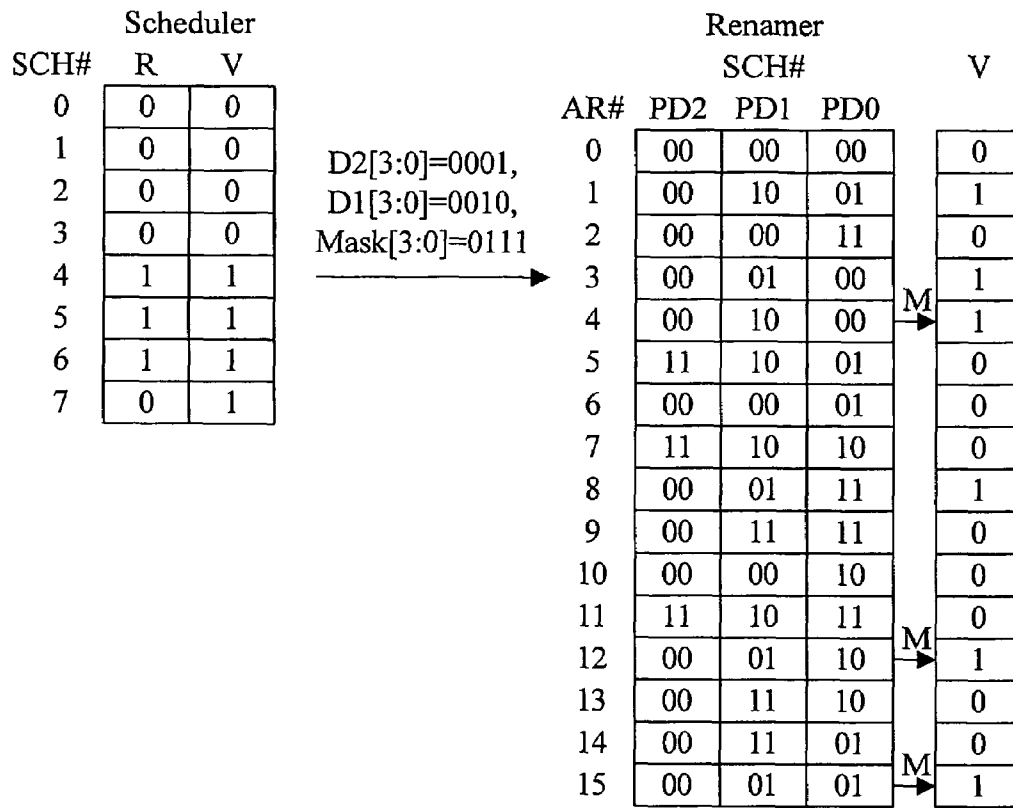 Scheduler
SCH# R V
0 0 0
1 0 0
2 0 0
3 0 0
4 1 1
5 1 1
6 1 1
7 0 1
D2[3:0]=0001,
D1[3:0]=0010,
Mask[3:0]=0111
Renamer
SCH# V
AR# PD2 PD1 PD0
0 00 00 00 0
1 00 10 01 1
2 00 00 11 0
3 00 01 00 1
4 00 10 00 M 1
5 11 10 01 0
6 00 00 01 0
7 11 10 10 0
8 00 01 11 1
9 00 11 11 0
10 00 00 10 0
11 11 10 11 0
12 00 01 10 M 1
13 00 11 10 0
14 00 11 01 0
15 00 01 01 M 1